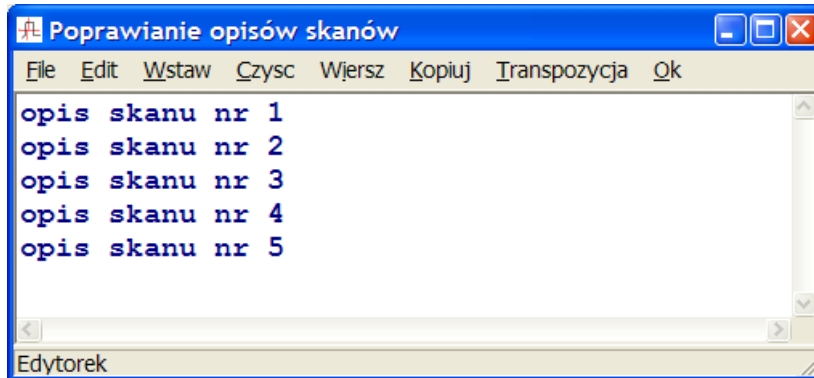 Poprawianie opisów skanów
File Edit Wstaw Czysc Wiersz Kopiuj Transpozycja Ok
opis skanu nr 1
opis skanu nr 2
opis skanu nr 3
opis skanu nr 4
opis skanu nr 5
Edytorek